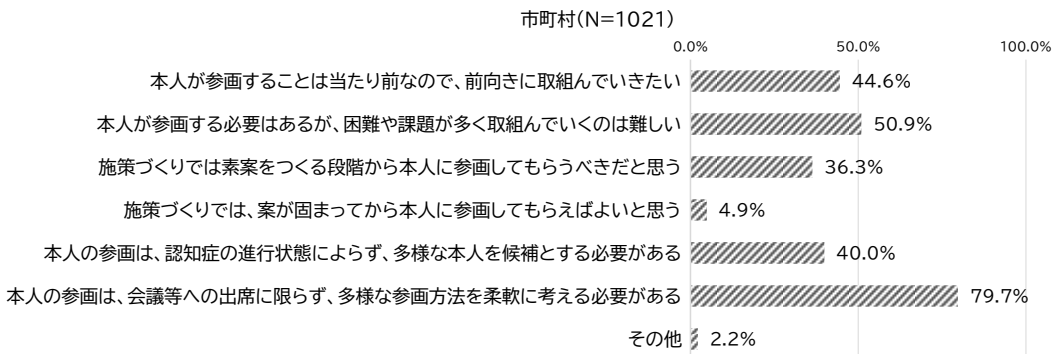 市町村(N=1021)
0.0% 50.0% 100.0%
本人が参画することは当たり前なので、前向きに取組んでいきたい 44.6%
本人が参画する必要はあるが、困難や課題が多く取組んでいくのは難しい 50.9%
施策づくりでは素案をつくる段階から本人に参画してもらうべきだと思う 36.3%
施策づくりでは、案が固まってから本人に参画してもらえばよいと思う 4.9%
本人の参画は、認知症の進行状態によらず、多様な本人を候補とする必要がある 40.0%
本人の参画は、会議等への出席に限らず、多様な参画方法を柔軟に考える必要がある 79.7%
その他 2.2%